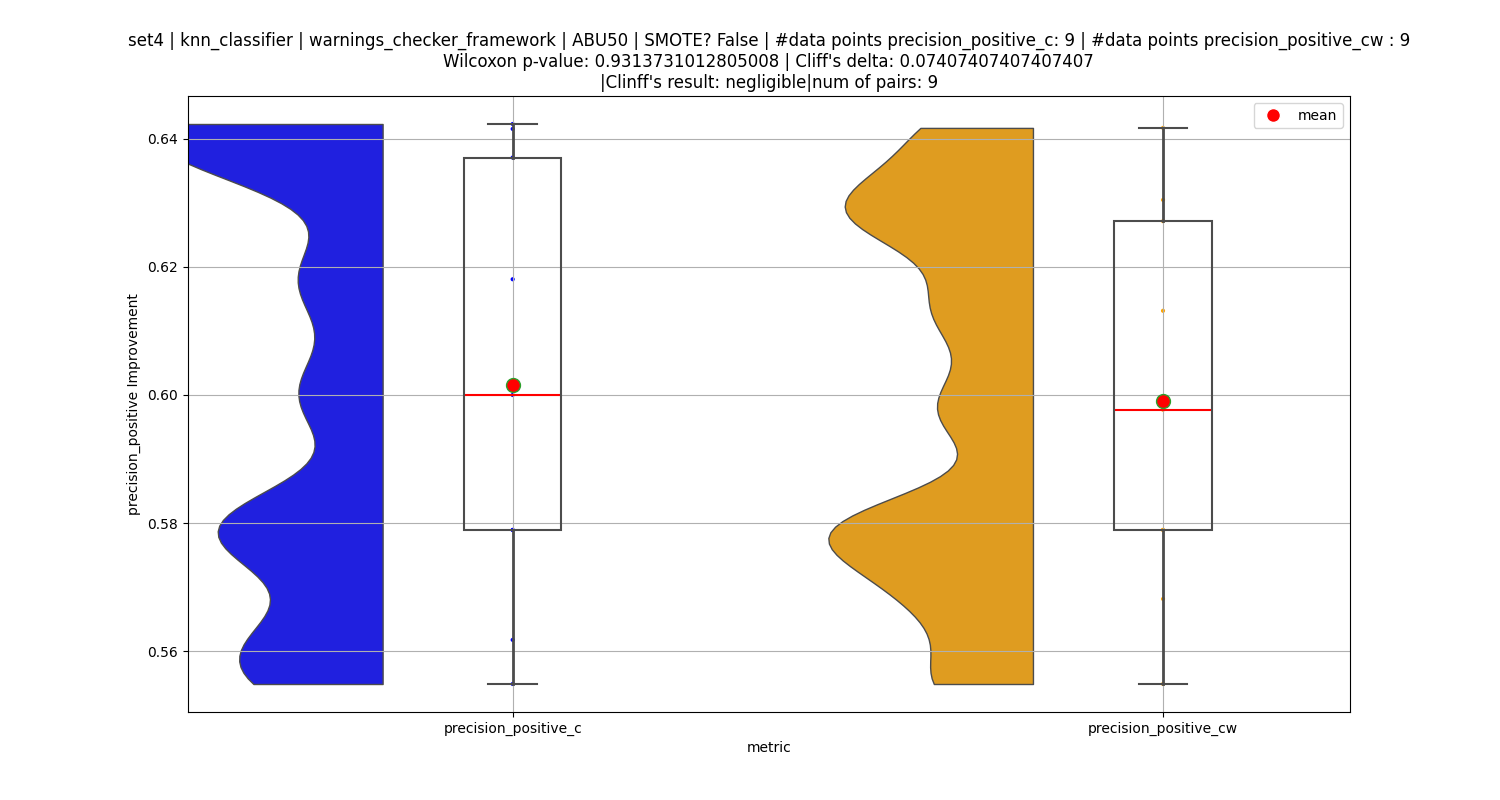 set4 | knn_classifier | warnings_checker_framework | ABU50 | SMOTE? False | #data points precision_positive_c: 9 | #data points precision_positive_cw : 9
Wilcoxon p-value: 0.9313731012805008 | Cliff's delta: 0.07407407407407407
|Clinff's result: negligible|num of pairs: 9
mean
0.64
0.62
0.60
0.58
0.56
precision_positive Improvement
precision_positive_c
precision_positive_cw
metric